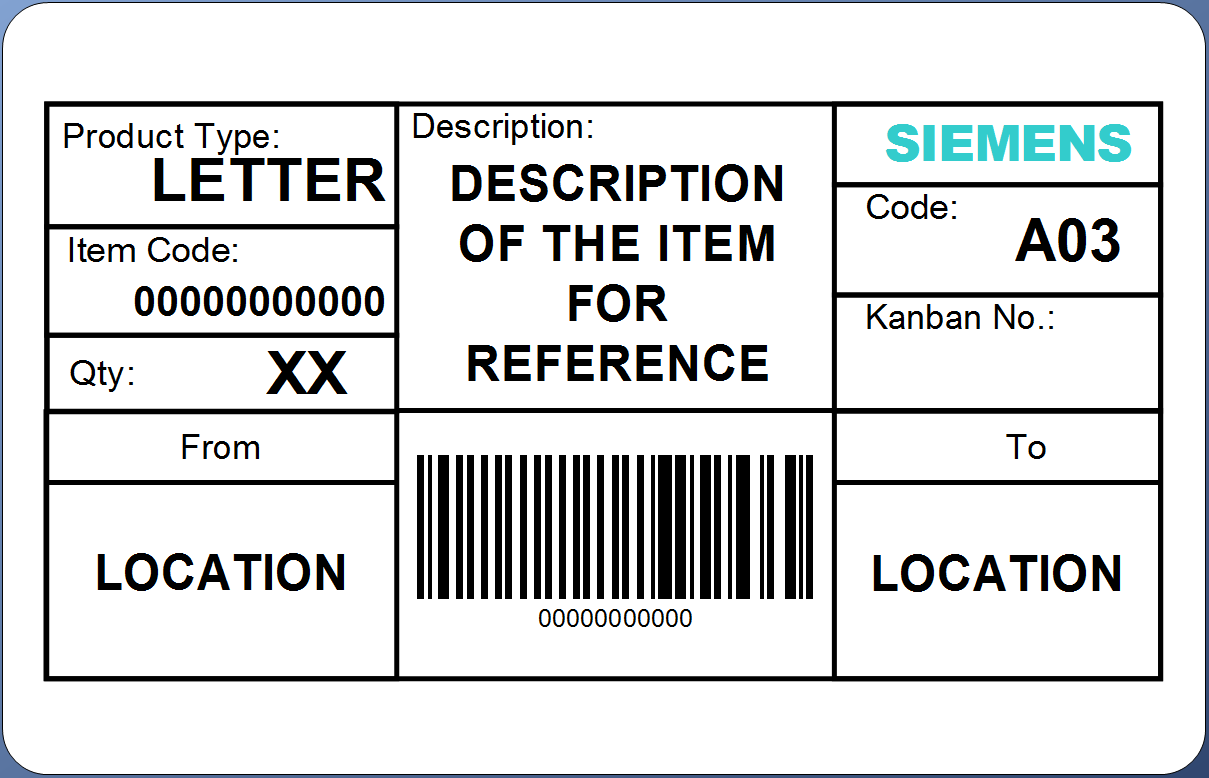 Product Type:
LETTER
Item Code:
00000000000
Qty: XX
From
LOCATION
Description:
DESCRIPTION
OF THE ITEM
FOR
REFERENCE
00000000000
SIEMENS
Code:
A03
Kanban No.:
To
LOCATION